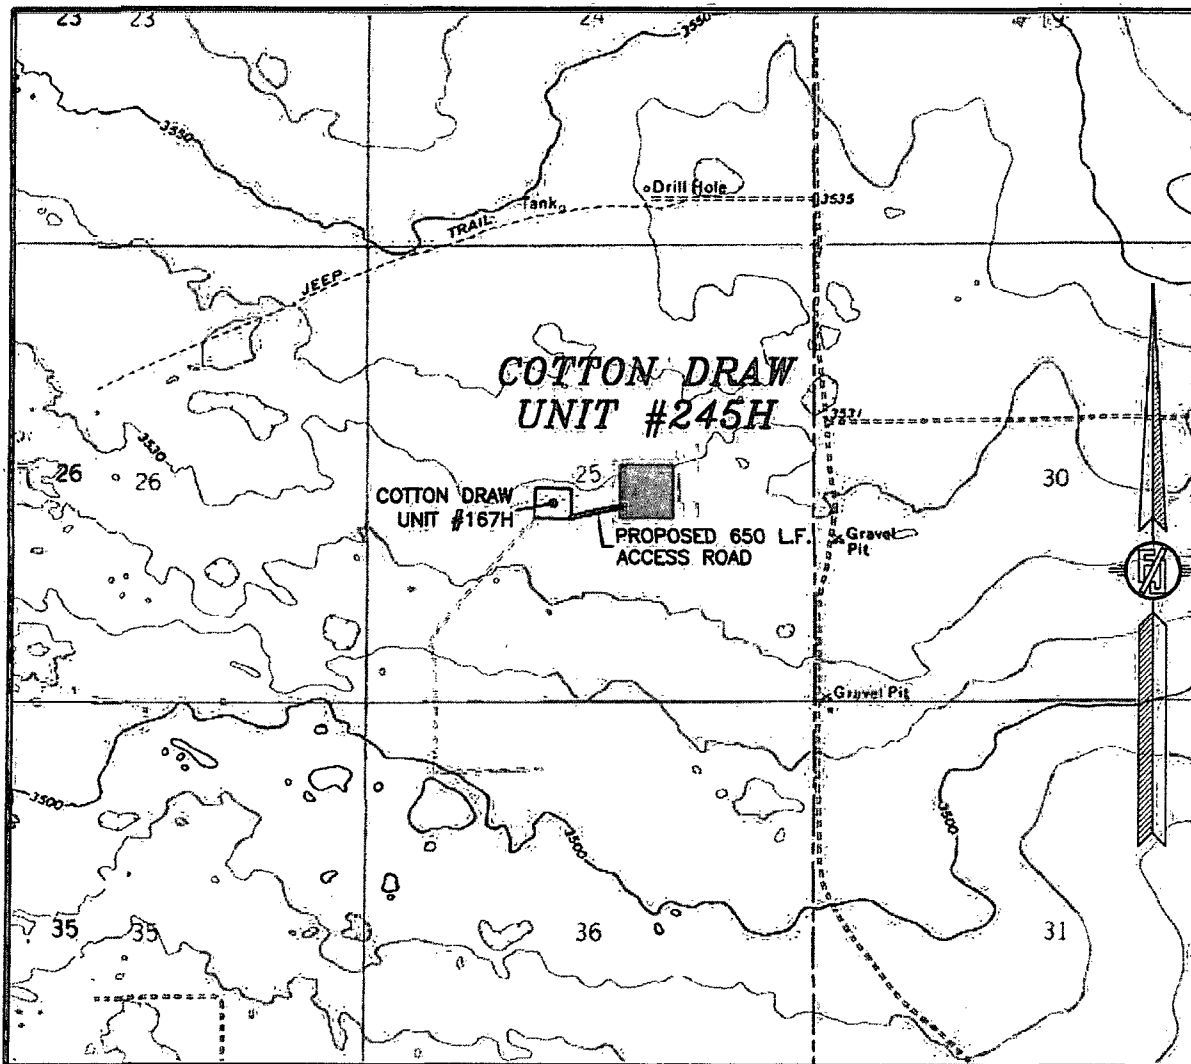 23 23 24 19
3550
3550
Drill Hole
Tank
3535
TRAIL
JEEP
COTTON DRAW
UNIT #245H
3531
3530
26 26 25 30
COTTON DRAW
UNIT #167H
PROPOSED 650 L.F.
ACCESS ROAD
Gravel
Pit
Gravel Pit
3500
3500
3500
35 35 36 31